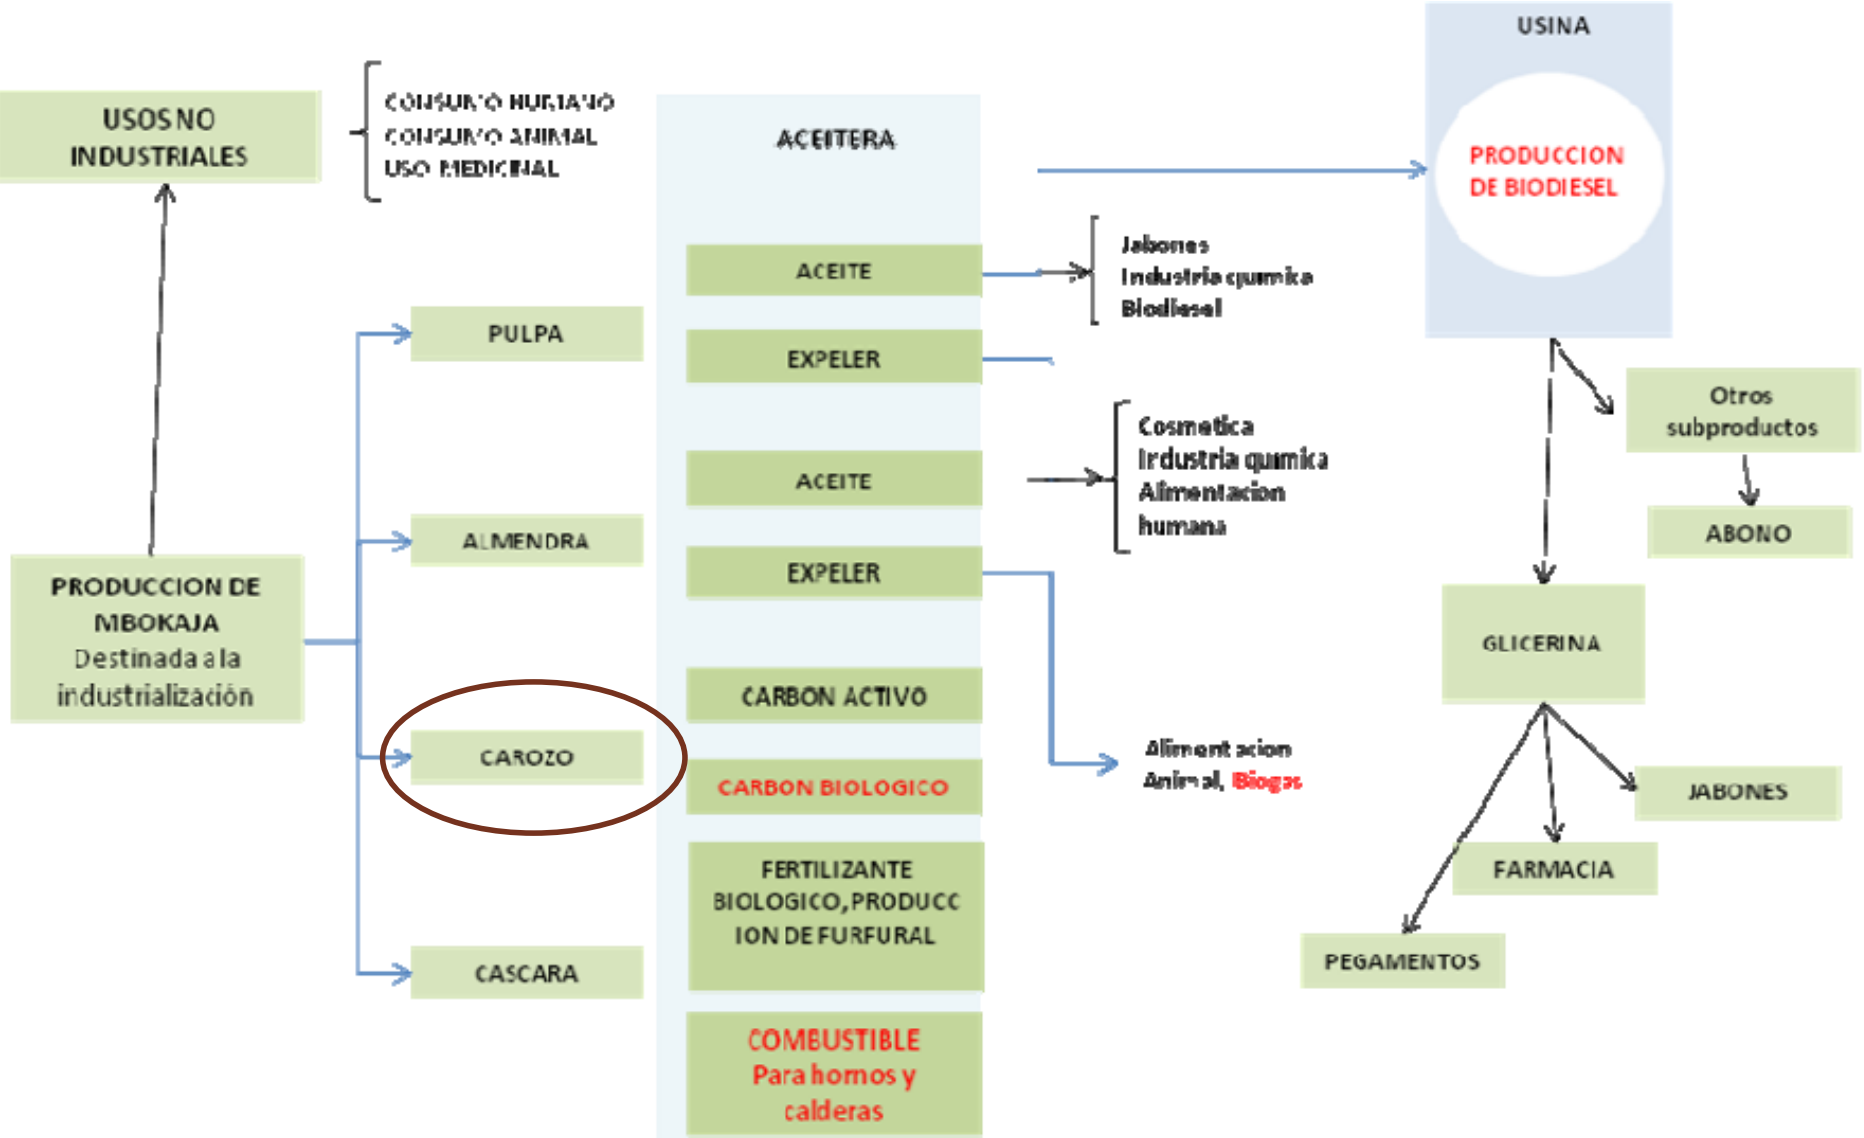 USOS NO
INDUSTRIALES
CONSUMO HUMANO
CONSUMO ANIMAL
USO MEDICINAL
PRODUCCION DE
MBOKAJA
Destinada a la
industrialización
PULPA
ALMENDRA
CAROZO
CASCARA
ACEITERA
ACEITE
EXPELER
ACEITE
EXPELER
CARBON ACTIVO
CARBON BIOLOGICO
FERTILIZANTE
BIOLOGICO, PRODUCC
ION DE FURFURAL
COMBUSTIBLE
Para hornos y
calderas
Jabones
Industria quimica
Biodiesel
Cosmetica
Industria quimica
Alimentacion
humana
Alimentacion
Animal, Biogas
USINA
PRODUCCION
DE BIODIESEL
Otros
subproductos
ABONO
GLICERINA
JABONES
FARMACIA
PEGAMENTOS